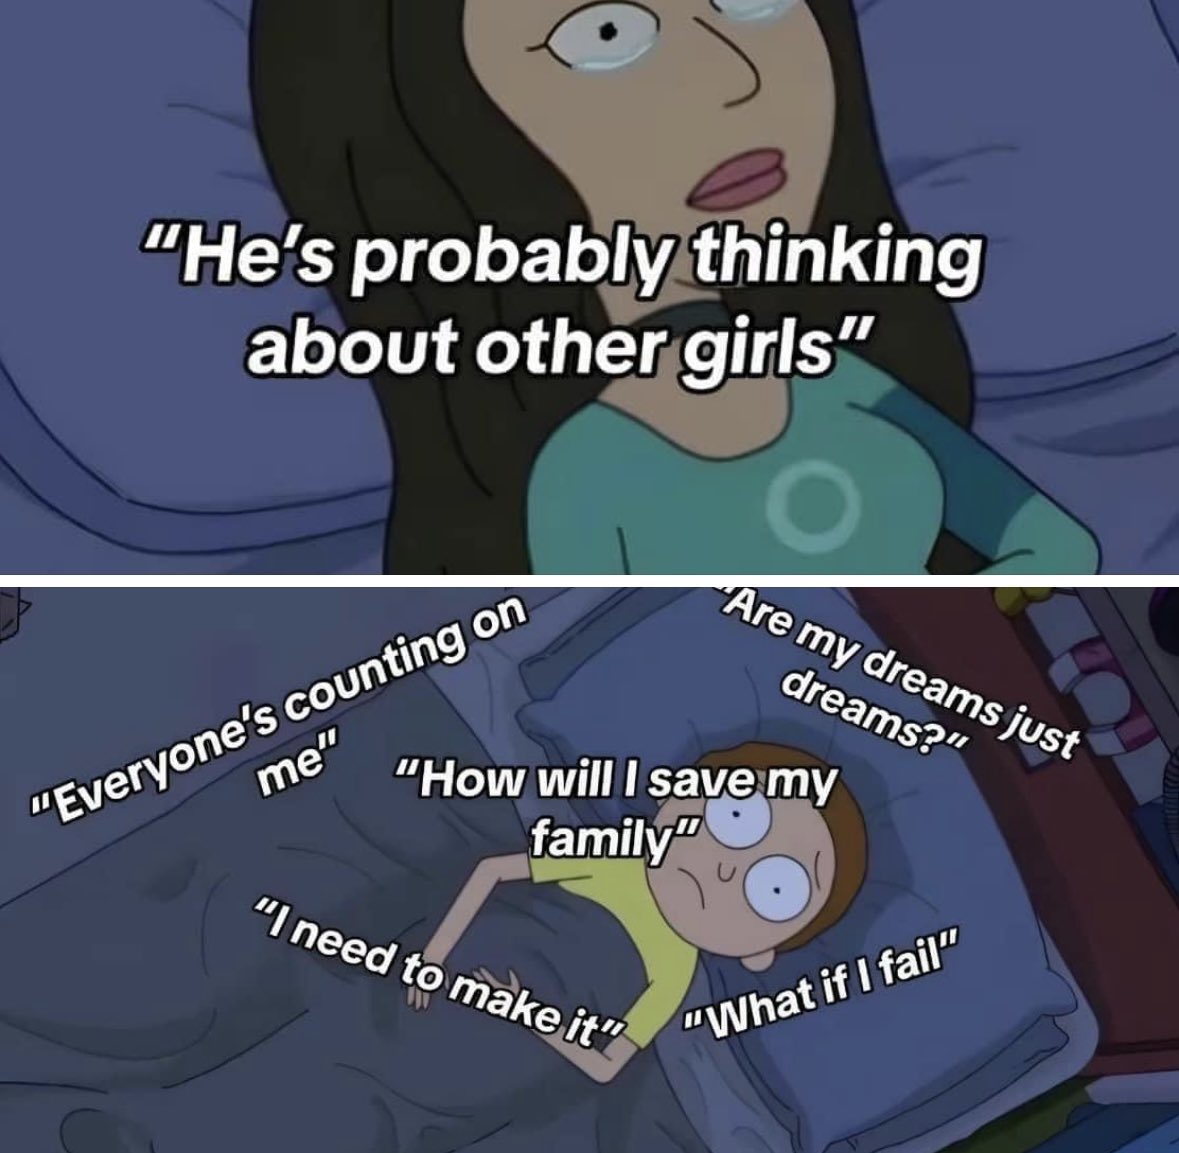 "He's probably thinking
about other girls"
"Everyone's counting on
me"
"Are my dreams just
dreams?"
"How will I save my
family"
"I need to make it"
"What if I fail"